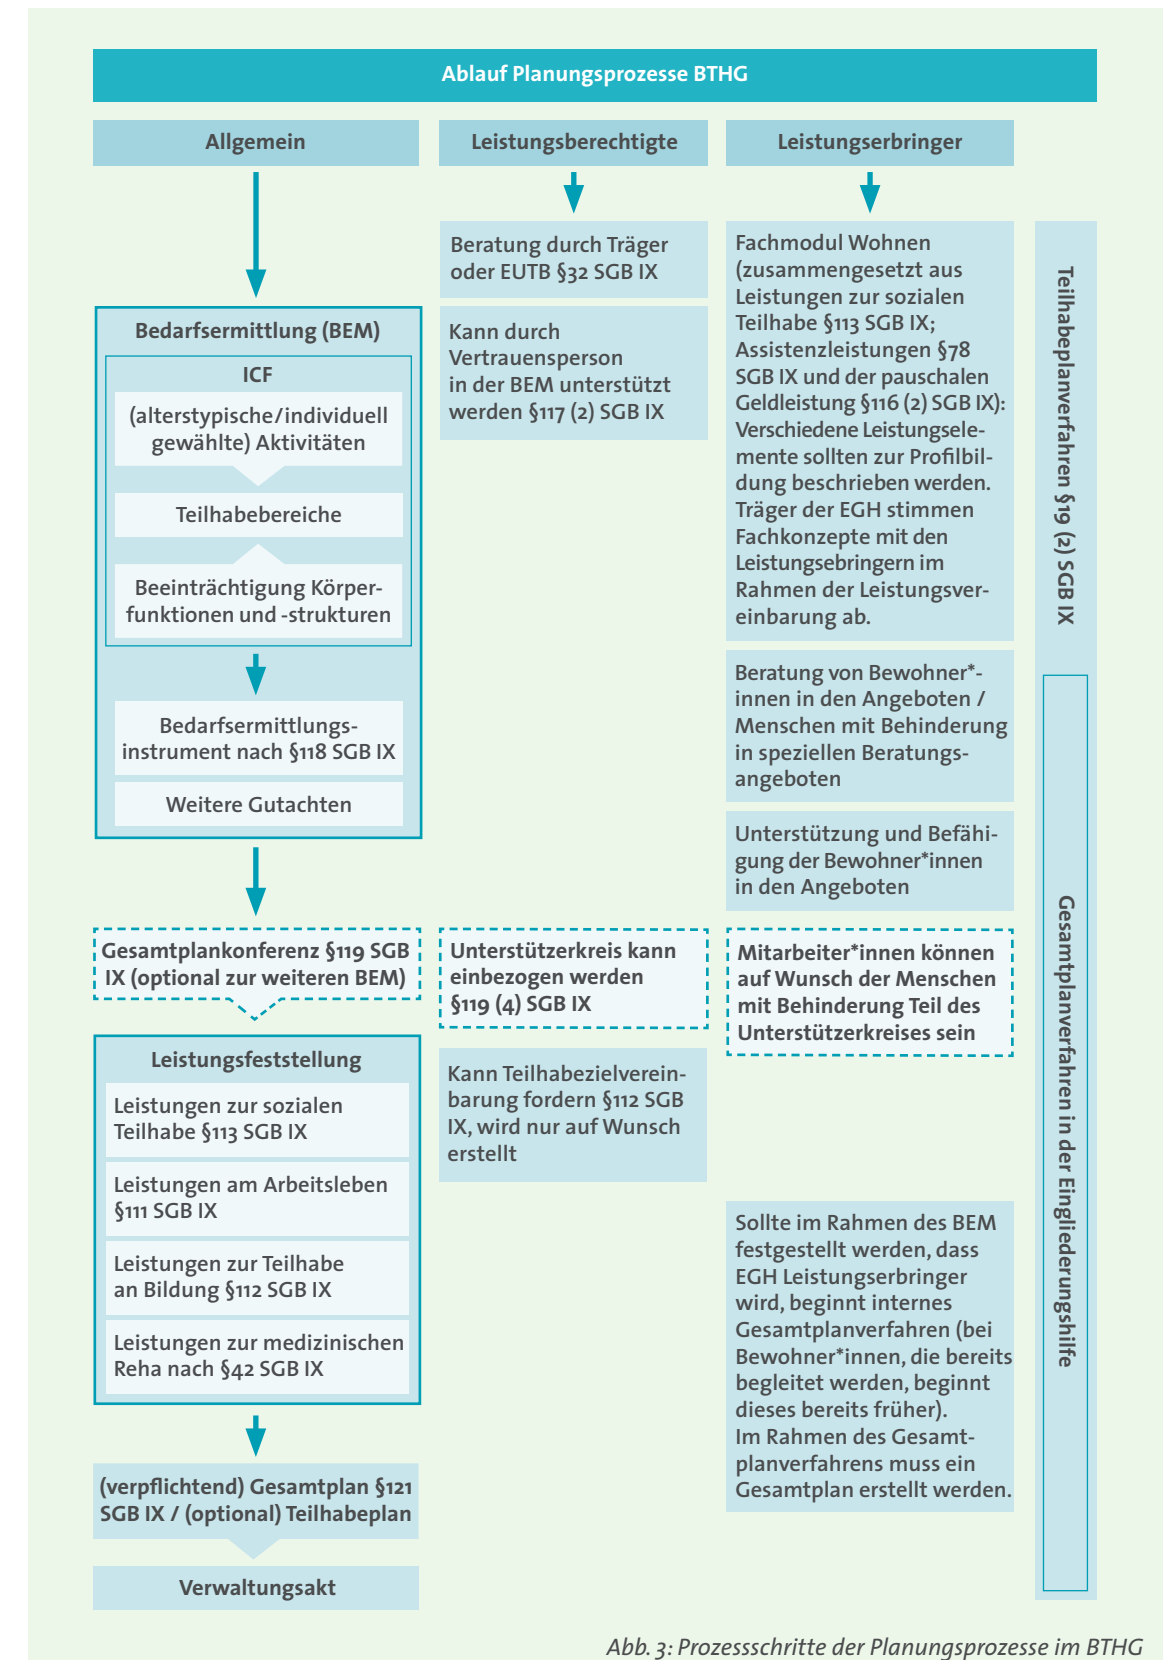 Ablauf Planungsprozesse BTHG
Allgemein
Bedarfsermittlung (BEM)
ICF
(alterstypische/individuell
gewählte) Aktivitäten
Teilhabebereiche
Beeinträchtigung Körper-
funktionen und -strukturen
Bedarfsermittlungs-
instrument nach §118 SGB IX
Weitere Gutachten
Gesamtplankonferenz §119 SGB
IX (optional zur weiteren BEM)
Leistungsfeststellung
Leistungen zur sozialen
Teilhabe §113 SGB IX
Leistungen am Arbeitsleben
§111 SGB IX
Leistungen zur Teilhabe
an Bildung §112 SGB IX
Leistungen zur medizinischen
Reha nach §42 SGB IX
(verpflichtend) Gesamtplan §121
SGB IX / (optional) Teilhabeplan
Verwaltungsakt
Leistungsberechtigte
Beratung durch Träger
oder EUTB §32 SGB IX
Kann durch
Vertrauensperson
in der BEM unterstützt
werden §117 (2) SGB IX
Unterstützerkreis kann
einbezogen werden
§119 (4) SGB IX
Kann Teilhabezielverein-
barung fordern §112 SGB
IX, wird nur auf Wunsch
erstellt
Leistungserbringer
Fachmodul Wohnen
(zusammengesetzt aus
Leistungen zur sozialen
Teilhabe §113 SGB IX;
Assistenzleistungen §78
SGB IX und der pauschalen
Geldleistung §116 (2) SGB IX):
Verschiedene Leistungsele-
mente sollten zur Profilbil-
dung beschrieben werden.
Träger der EGH stimmen
Fachkonzepte mit den
Leistungsebringern im
Rahmen der Leistungsver-
einbarung ab.
Beratung von Bewohner*-
innen in den Angeboten /
Menschen mit Behinderung
in speziellen Beratungs-
angeboten
Unterstützung und Befähi-
gung der Bewohner*innen
in den Angeboten
Mitarbeiter*innen können
auf Wunsch der Menschen
mit Behinderung Teil des
Unterstützerkreises sein
Sollte im Rahmen des BEM
festgestellt werden, dass
EGH Leistungserbringer
wird, beginnt internes
Gesamtplanverfahren (bei
Bewohner*innen, die bereits
begleitet werden, beginnt
dieses bereits früher).
Im Rahmen des Gesamt-
planverfahrens muss ein
Gesamtplan erstellt werden.
Teilhabeplanverfahren §19 (2) SGB IX
Gesamtplanverfahren in der Eingliederungshilfe
Abb. 3: Prozessschritte der Planungsprozesse im BTHG